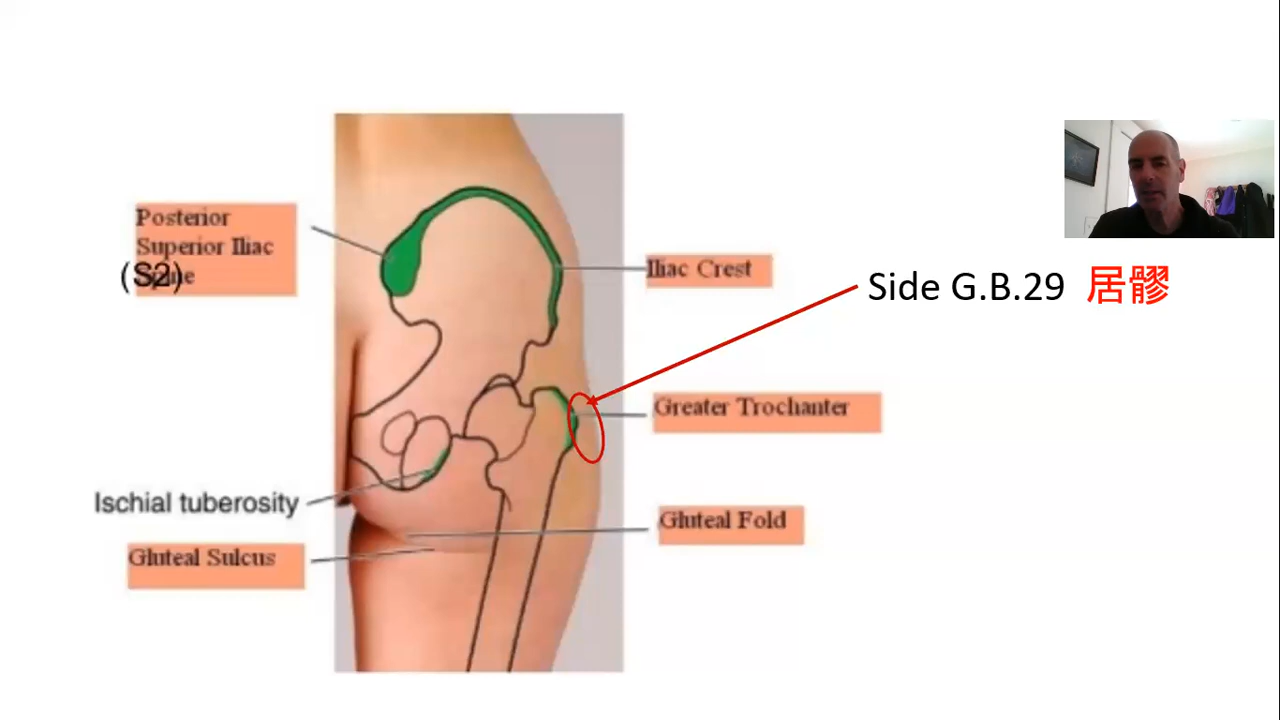 Posterior
Superior Iliac
(S2)
Iliac Crest
Side G.B.29 居髎
Greater Trochanter
Ischial tuberosity
Gluteal Fold
Gluteal Sulcus